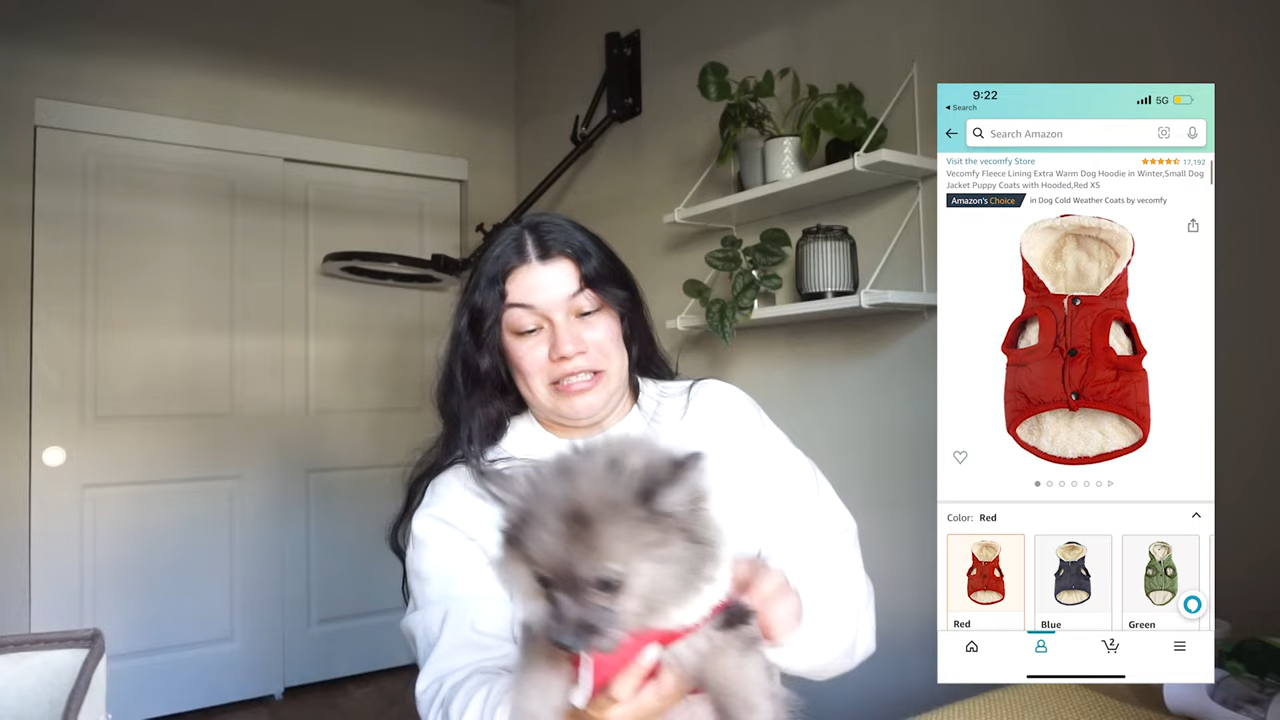 9:22
5G
Search
Search Amazon
Visit the vecomfy Store
17,192
Vecomfy Fleece Lining Extra Warm Dog Hoodie in Winter,Small Dog
Jacket Puppy Coats with Hooded,Red XS
Amazon's Choice in Dog Cold Weather Coats by vecomfy
Color: Red
Red
Blue
Green
2